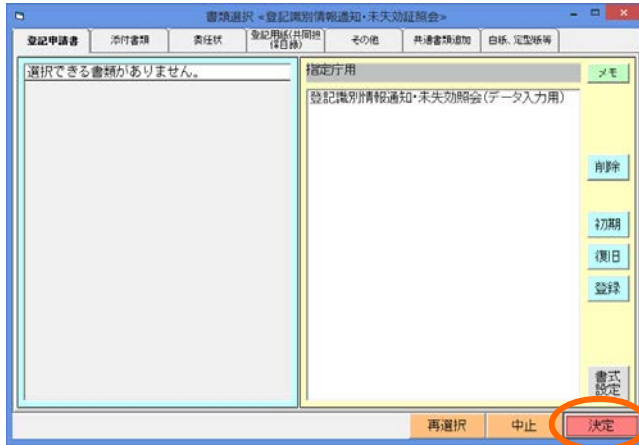 書類選択 «登記識別情報通知・未失効証照会»
登記申請書
添付書類
委任状
登記用紙(共同担保目録)
その他
共通書類追加
白紙、定型紙等
選択できる書類がありません。
指定庁用
登記識別情報通知・未失効照会(データ入力用)
メモ
削除
初期
復旧
登録
書式
設定
再選択
中止
決定